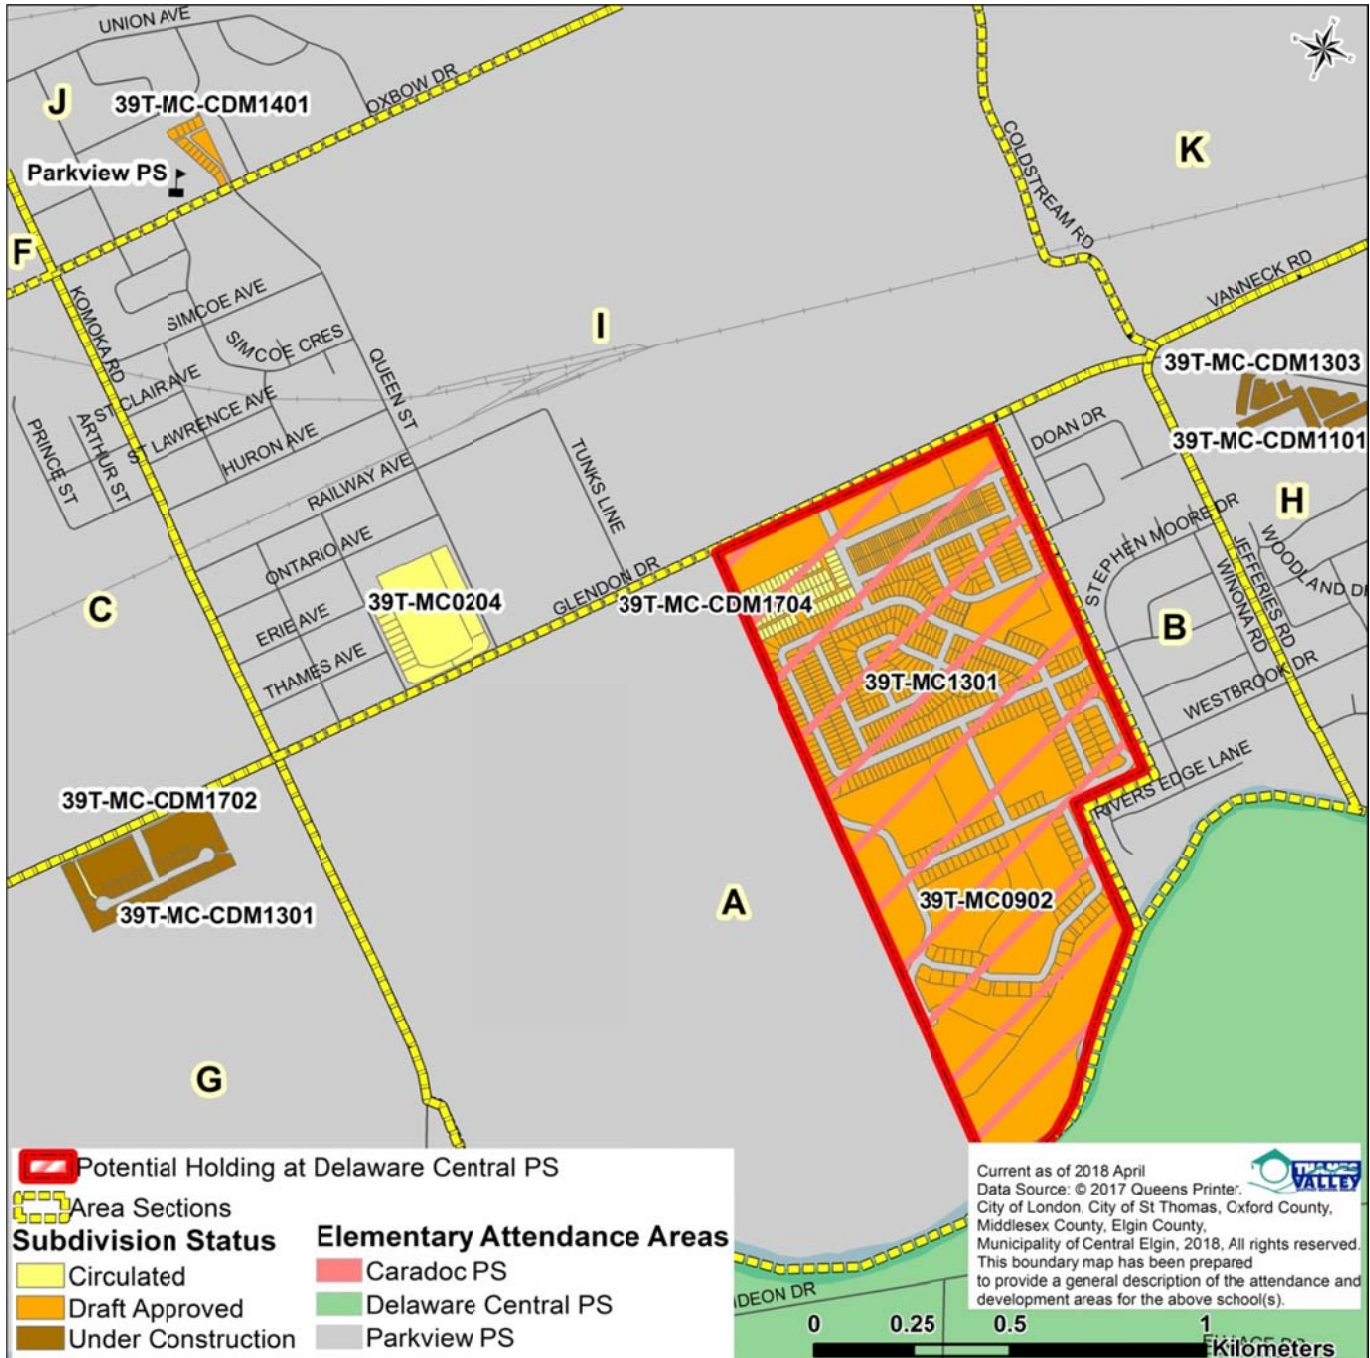 UNION AVE
J
39T-MC-CDM1401
OXBOW DR
Parkview PS
K
COLDSTREAM RD
F
VANNECK RD
KOMOKA RD
SIMCOE AVE
SIMCOE CRES
I
QUEEN ST
39T-MC-CDM1303
ST CLAIR AVE
ST LAWRENCE AVE
PRINCE ST
ARTHUR ST
HURON AVE
DOAN DR
39T-MC-CDM1101
RAILWAY AVE
TUNKS LINE
H
STEPHEN MOORE DR
WOODLAND DR
JEFFERIES RD
WINONA RD
ONTARIO AVE
C
39T-MC0204
GLENDON DR
39T-MC-CDM1704
ERIE AVE
B
THAMES AVE
39T-MC1301
WESTBROOK DR
RIVERS EDGE LANE
39T-MC-CDM1702
39T-MC-CDM1301
A
39T-MC0902
G
Potential Holding at Delaware Central PS
Area Sections
Subdivision Status
Circulated
Draft Approved
Under Construction
Elementary Attendance Areas
Caradoc PS
Delaware Central PS
Parkview PS
IDEON DR
Current as of 2018 April
Data Source: © 2017 Queens Printer.
City of London, City of St Thomas, Oxford County,
Middlesex County, Elgin County,
Municipality of Central Elgin, 2018, All rights reserved.
This boundary map has been prepared
to provide a general description of the attendance and
development areas for the above school(s).
THAMES
VALLEY
0 0.25 0.5 1
Kilometers